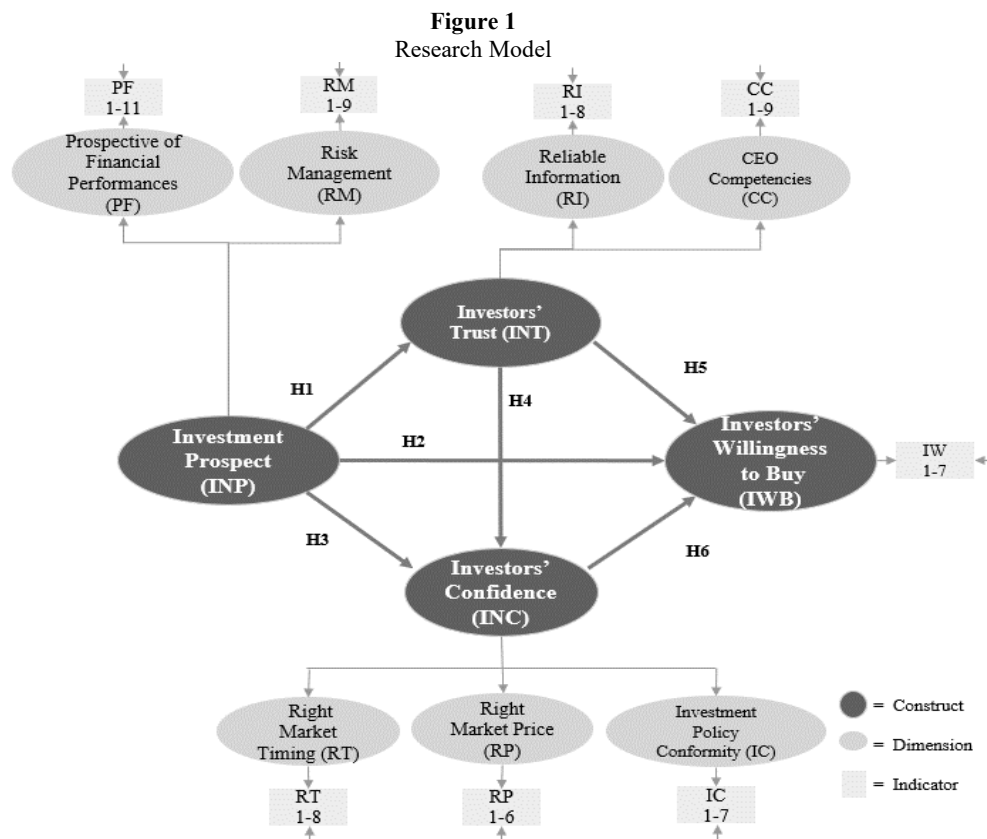 Figure 1
Research Model
PF
1-11
RM
1-9
RI
1-8
CC
1-9
Prospective of
Financial
Performances
(PF)
Risk
Management
(RM)
Reliable
Information
(RI)
CEO
Competencies
(CC)
Investors’
Trust (INT)
H1
H4
H5
Investment
Prospect
(INP)
H2
Investors’
Willingness
to Buy
(IWB)
IW
1-7
H3
H6
Investors’
Confidence
(INC)
Right
Market
Timing (RT)
Right
Market Price
(RP)
Investment
Policy
Conformity (IC)
= Construct
= Dimension
= Indicator
RT
1-8
RP
1-6
IC
1-7